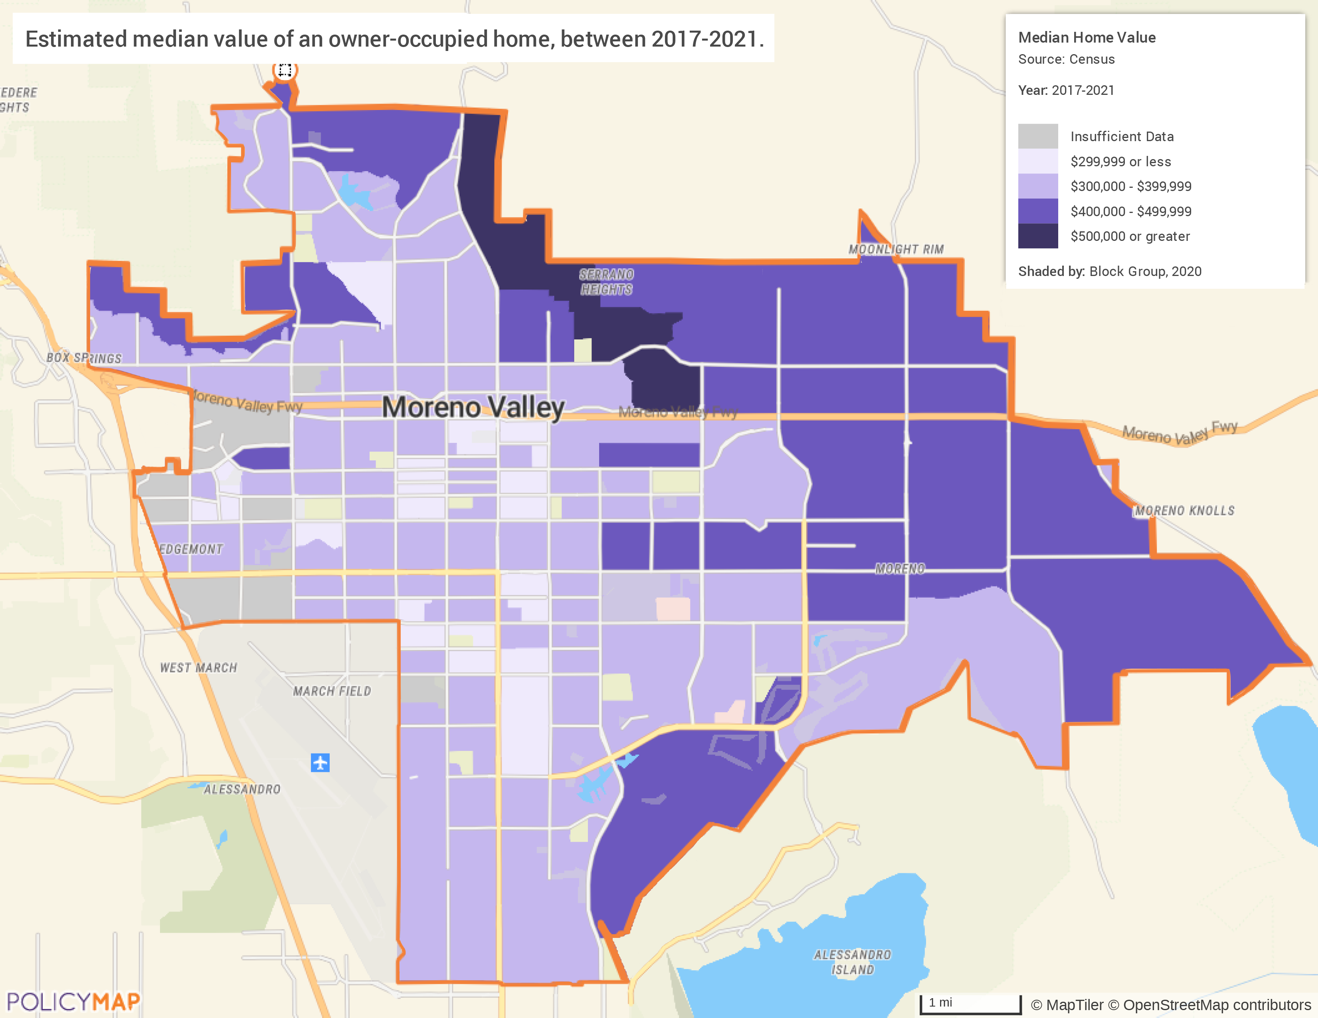 Estimated median value of an owner-occupied home, between 2017-2021.
Median Home Value
Source: Census
Year: 2017-2021
Insufficient Data
$299,999 or less
$300,000 - $399,999
$400,000 - $499,999
$500,000 or greater
Shaded by: Block Group, 2020
EDERE
GHTS
MOONLIGHT RIM
SERRANO
HEIGHTS
BOX SPRINGS
Moreno Valley Fwy
Moreno Valley
Moreno Valley Fwy
Moreno Valley Fwy
MORENO KNOLLS
EDGEMONT
MORENO
WEST MARCH
MARCH FIELD
ALESSANDRO
ALESSANDRO
ISLAND
POLICYMAP
1 mi
© MapTiler © OpenStreetMap contributors